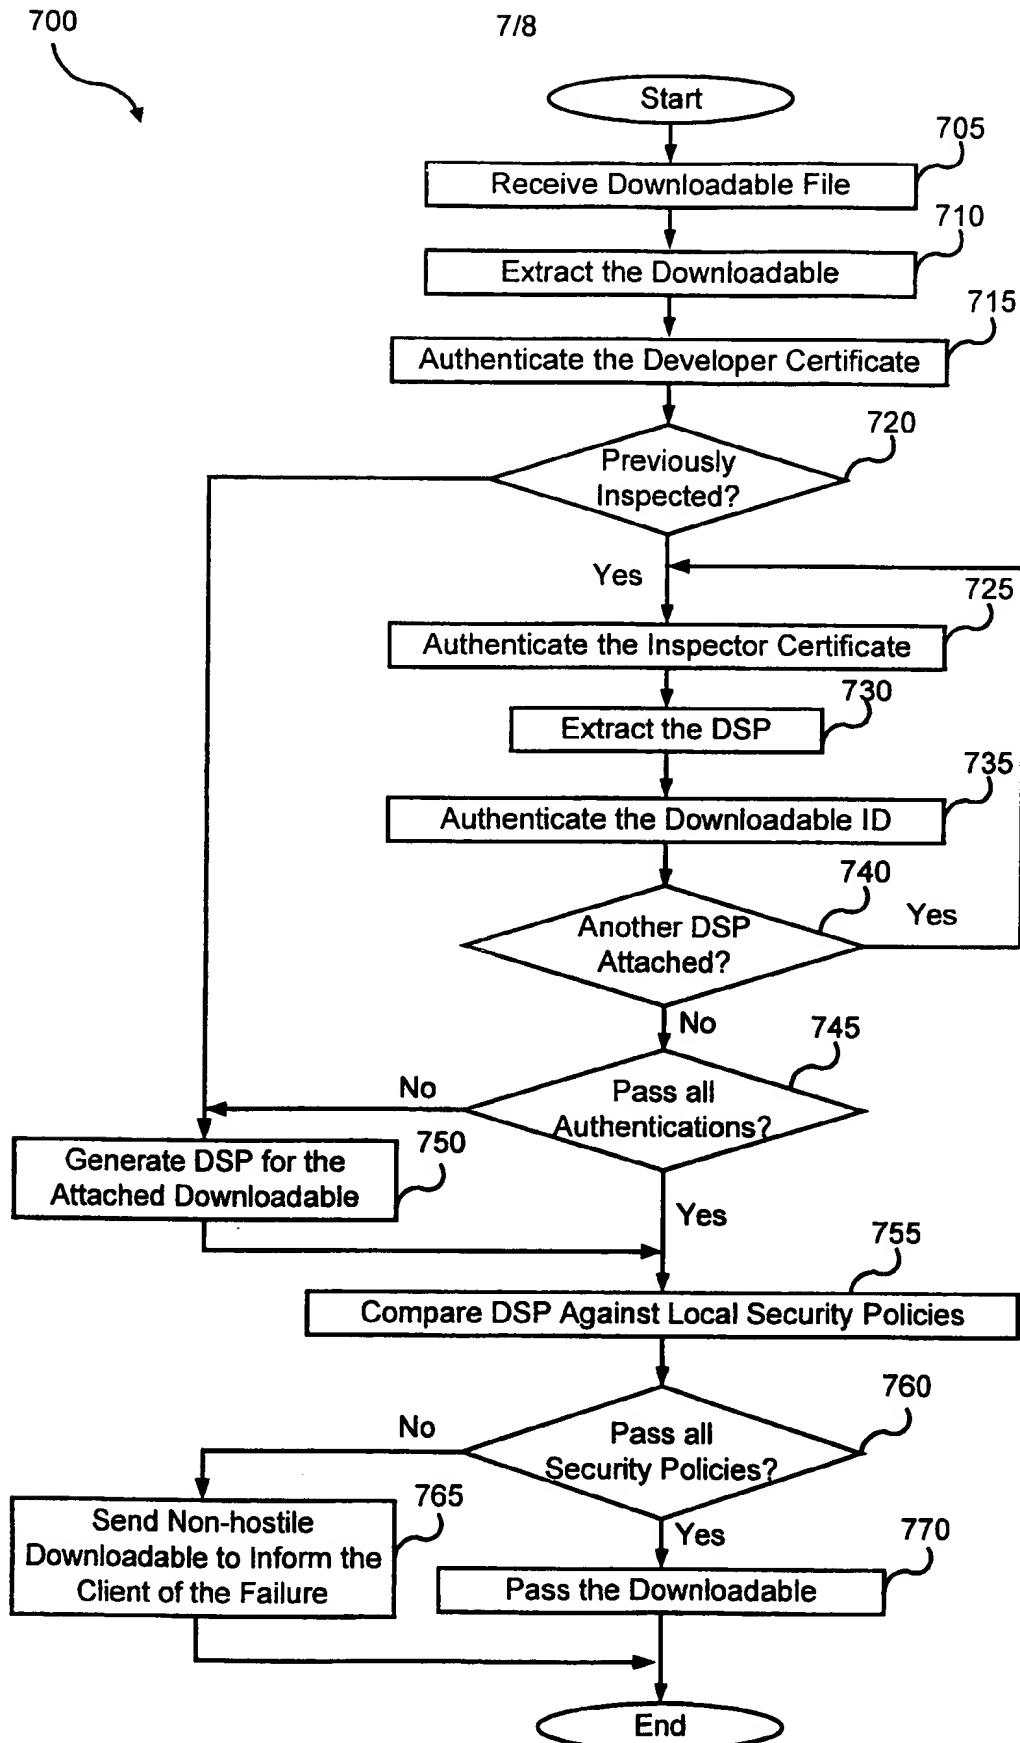 700
7/8
Start
705
Receive Downloadable File
710
Extract the Downloadable
715
Authenticate the Developer Certificate
720
Previously
Inspected?
Yes
725
Authenticate the Inspector Certificate
730
Extract the DSP
735
Authenticate the Downloadable ID
740
Another DSP
Attached?
Yes
No
745
Pass all
Authentications?
No
750
Generate DSP for the
Attached Downloadable
Yes
755
Compare DSP Against Local Security Policies
760
Pass all
Security Policies?
No
765
Send Non-hostile
Downloadable to Inform the
Client of the Failure
Yes
770
Pass the Downloadable
End